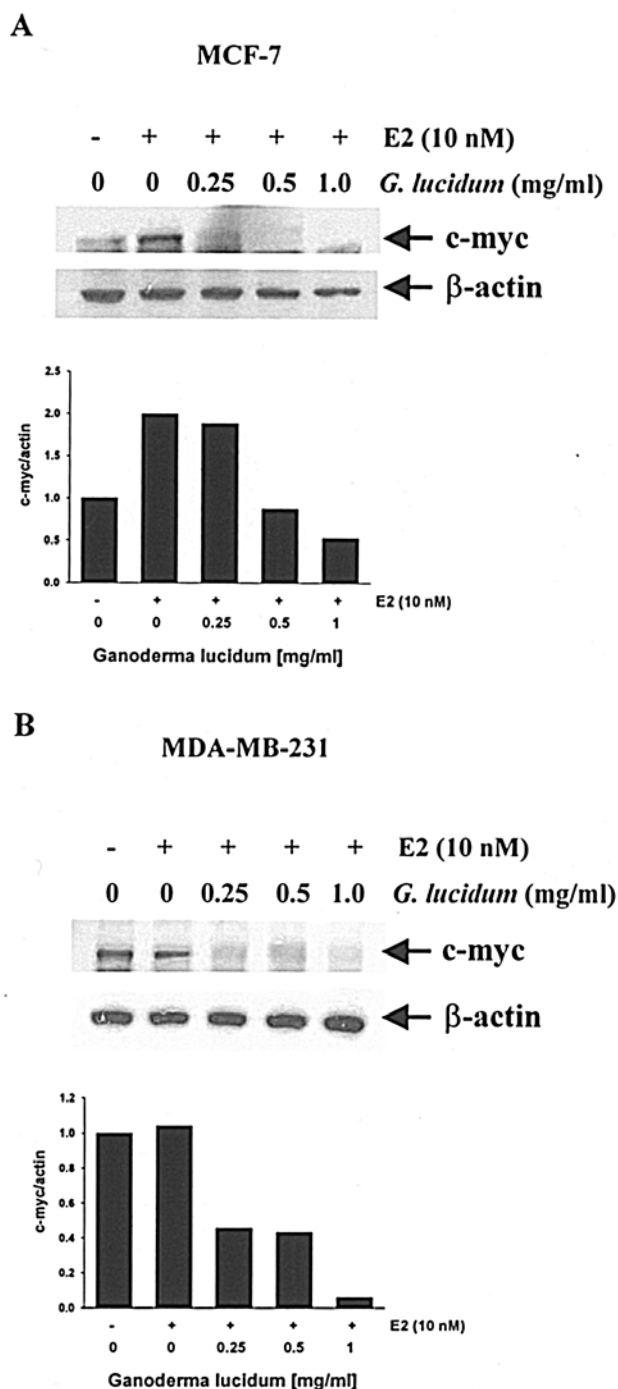 A
MCF-7
- + + + + E2 (10 nM)
0 0 0.25 0.5 1.0 G. lucidum (mg/ml)
c-myc
β-actin
2.5
2.0
1.5
1.0
0.5
0.0
c-myc/actin
- + + + + E2 (10 nM)
0 0 0.25 0.5 1
Ganoderma lucidum [mg/ml]
B
MDA-MB-231
- + + + + E2 (10 nM)
0 0 0.25 0.5 1.0 G. lucidum (mg/ml)
c-myc
β-actin
1.2
1.0
0.8
0.6
0.4
0.2
0.0
c-myc/actin
- + + + + E2 (10 nM)
0 0 0.25 0.5 1
Ganoderma lucidum [mg/ml]